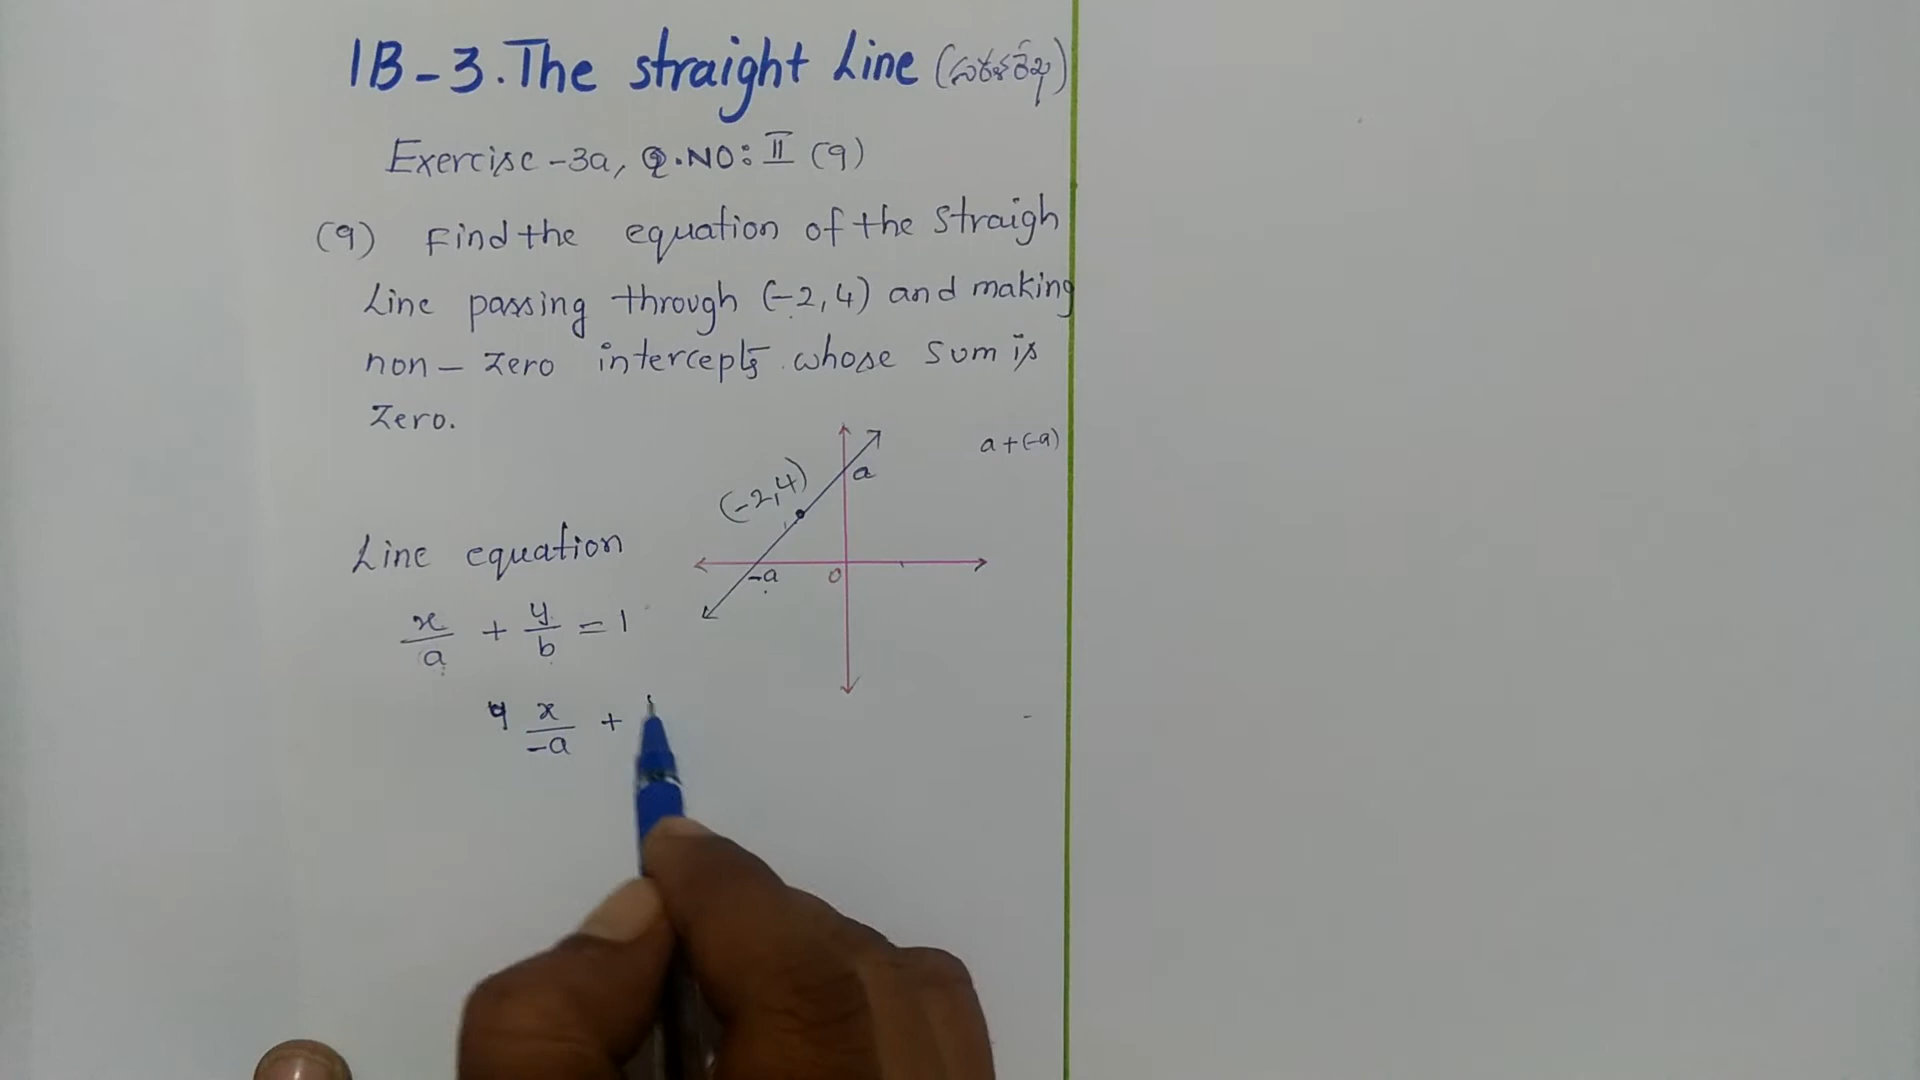 1B-3. The straight Line (సరళరేఖ)
Exercise-3a, Q.NO: II (9)
(9) Find the equation of the straigh
Line passing through (-2,4) and making
non-zero intercepts whose sum is
zero.
a+(-a)
a
(-2,4)
-a
0
Line equation
x/a + y/b = 1
x/-a +